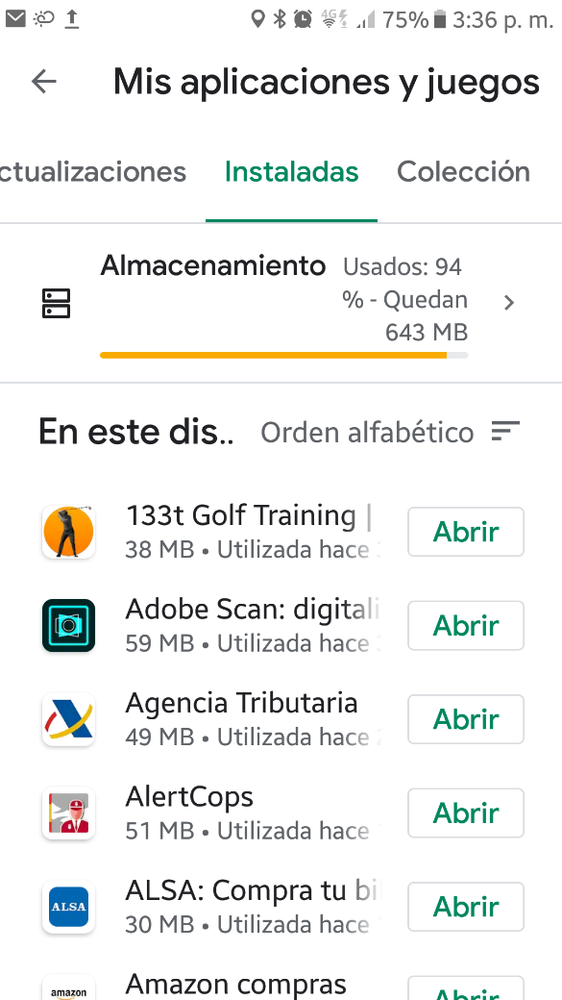 4G 75% 3:36 p. m.
Mis aplicaciones y juegos
ctualizaciones Instaladas Colección
Almacenamiento Usados: 94
% - Quedan
643 MB
En este dis.. Orden alfabético
133t Golf Training |
38 MB • Utilizada hace
Abrir
Adobe Scan: digitali
59 MB • Utilizada hace
Abrir
Agencia Tributaria
49 MB • Utilizada hace
Abrir
AlertCops
51 MB • Utilizada hace
Abrir
ALSA
ALSA: Compra tu bi
30 MB • Utilizada hace
Abrir
amazon
Amazon compras
Abrir